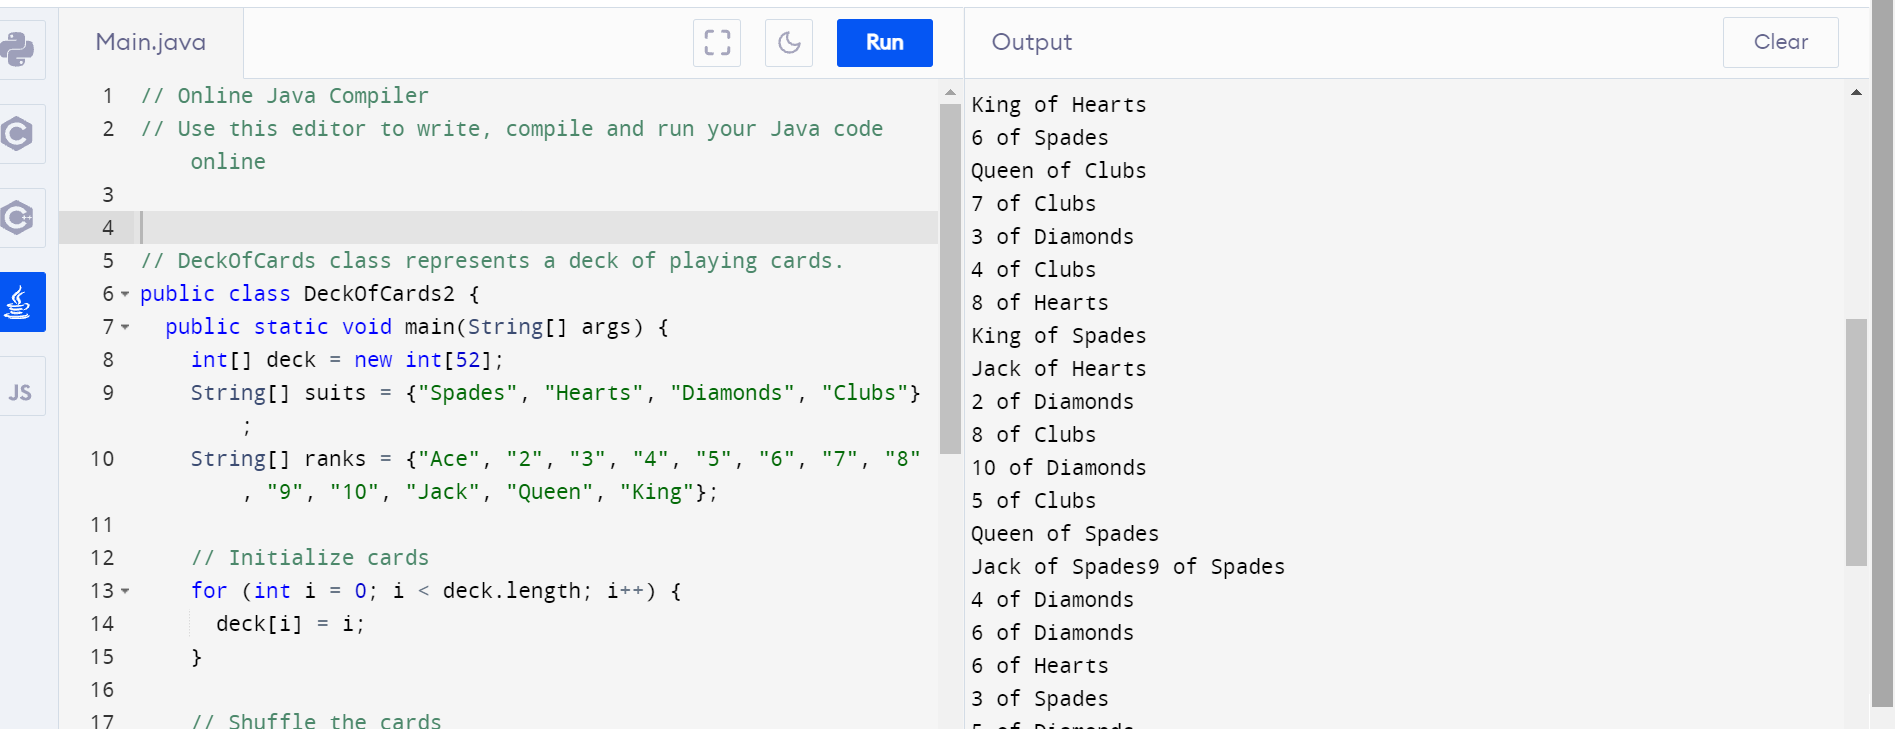 Main.java
Run
Output
Clear
JS
1 // Online Java Compiler
2 // Use this editor to write, compile and run your Java code
online
3
4
5 // DeckOfCards class represents a deck of playing cards.
6 public class DeckOfCards2 {
7 public static void main(String[] args) {
8 int[] deck = new int[52];
9 String[] suits = {"Spades", "Hearts", "Diamonds", "Clubs"}
;
10 String[] ranks = {"Ace", "2", "3", "4", "5", "6", "7", "8"
, "9", "10", "Jack", "Queen", "King"};
11
12 // Initialize cards
13 for (int i = 0; i < deck.length; i++) {
14 deck[i] = i;
15 }
16
17 // Shuffle the cards
King of Hearts
6 of Spades
Queen of Clubs
7 of Clubs
3 of Diamonds
4 of Clubs
8 of Hearts
King of Spades
Jack of Hearts
2 of Diamonds
8 of Clubs
10 of Diamonds
5 of Clubs
Queen of Spades
Jack of Spades9 of Spades
4 of Diamonds
6 of Diamonds
6 of Hearts
3 of Spades
5 of Diamonds